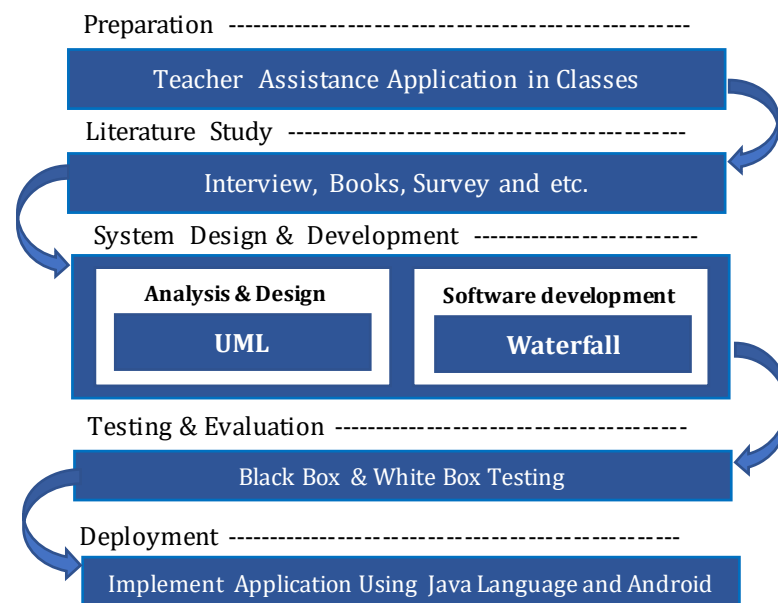 Preparation ---------------------------------------------
Teacher Assistance Application in Classes
Literature Study ---------------------------------------
Interview, Books, Survey and etc.
System Design & Development ----------------------
Analysis & Design
UML
Software development
Waterfall
Testing & Evaluation -----------------------------------
Black Box & White Box Testing
Deployment --------------------------------------------
Implement Application Using Java Language and Android